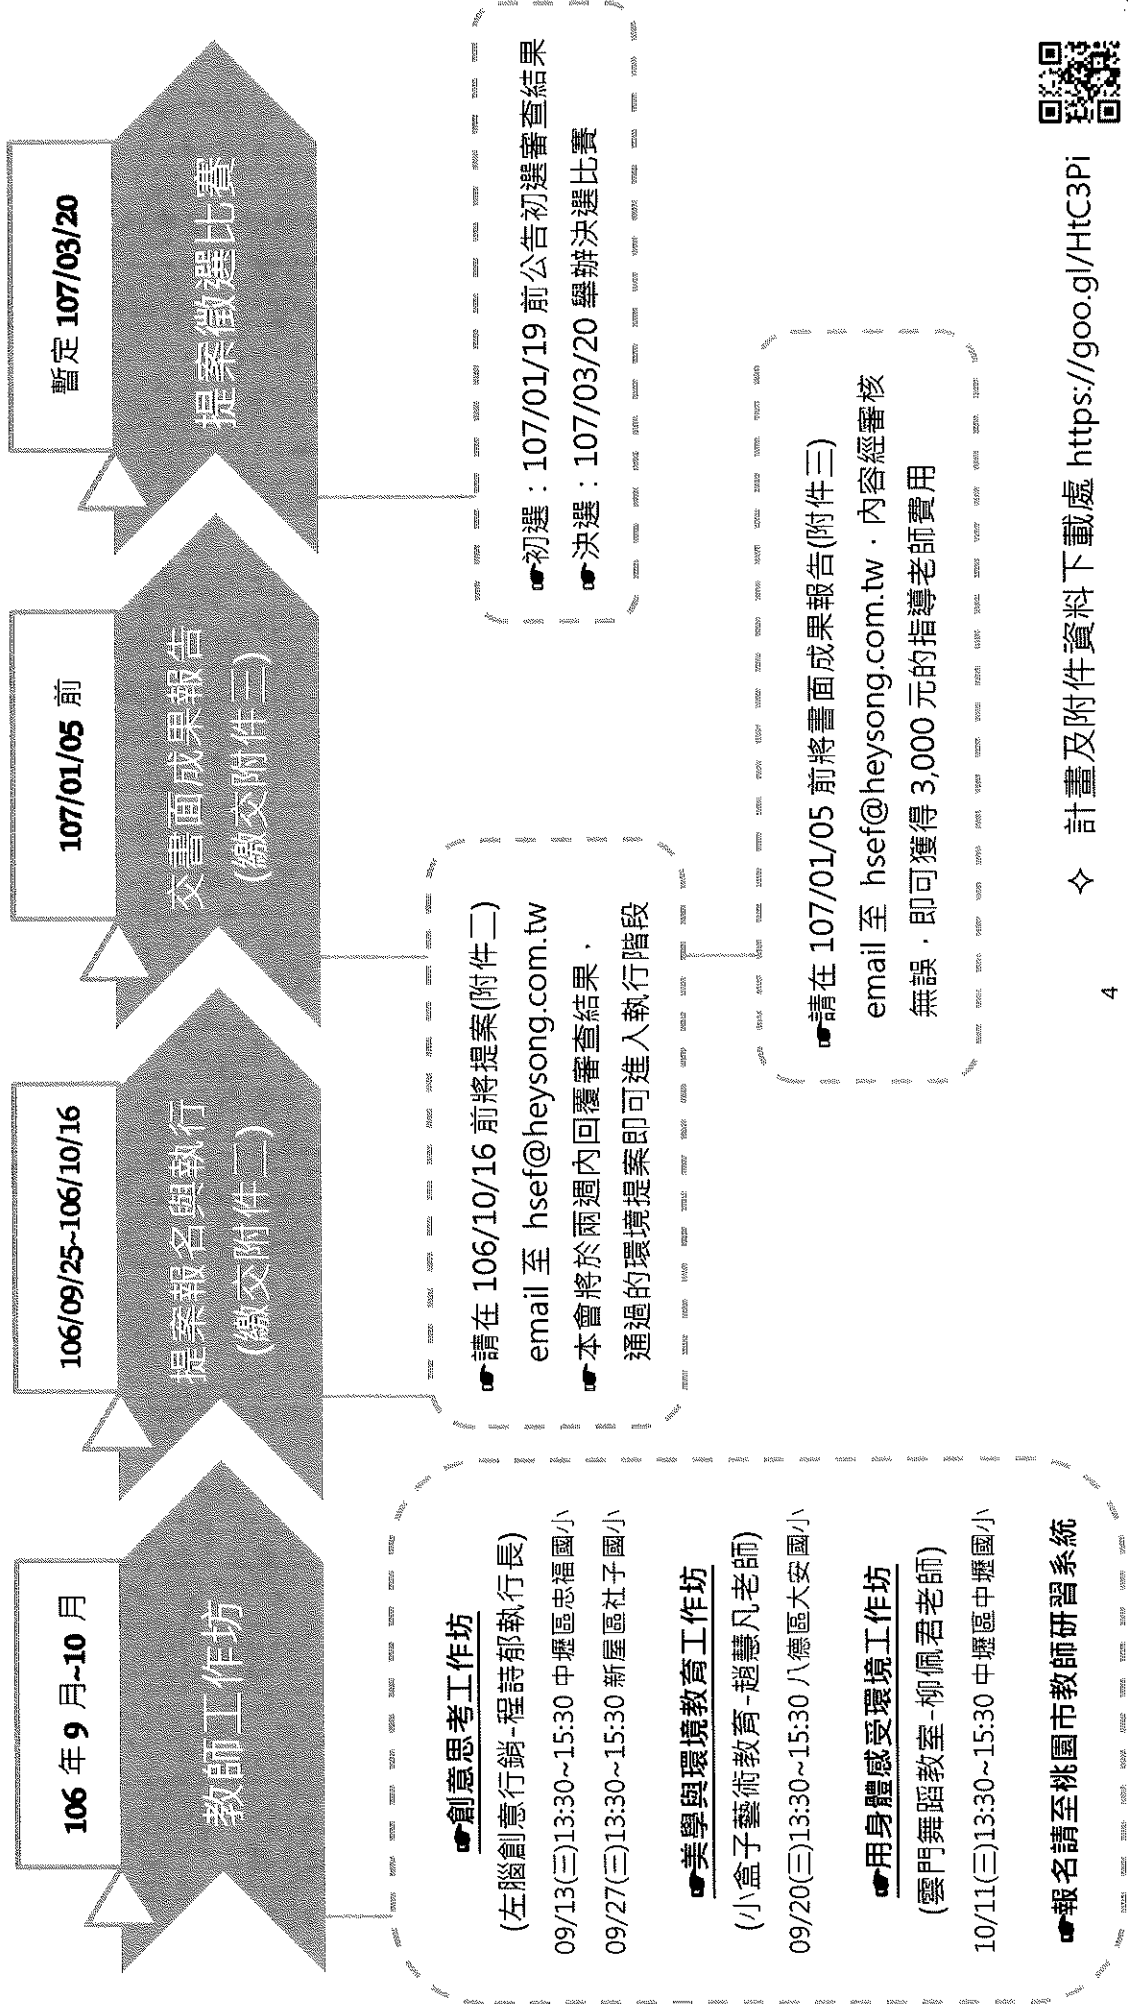 106 年 9 月~10 月
教師工作坊
☛創意思考工作坊
(左腦創意行銷-程詩郁執行長)
09/13(三)13:30~15:30 中壢區忠福國小
09/27(三)13:30~15:30 新屋區社子國小
☛美學與環境教育工作坊
(小盒子藝術教育-趙慧凡老師)
09/20(三)13:30~15:30 八德區大安國小
☛用身體感受環境工作坊
(雲門舞蹈教室-柳佩君老師)
10/11(三)13:30~15:30 中壢區中壢國小
☛報名請至桃園市教師研習系統
106/09/25~106/10/16
提案報名與執行
(繳交附件二)
☛請在 106/10/16 前將提案(附件二)
email 至 hsef@heysong.com.tw
☛本會將於兩週內回覆審查結果，
通過的環境提案即可進入執行階段
107/01/05 前
交書面成果報告
(繳交附件三)
☛請在 107/01/05 前將書面成果報告(附件三)
email 至 hsef@heysong.com.tw，內容經審核
無誤，即可獲得 3,000 元的指導老師費用
暫定 107/03/20
提案徵選比賽
☛初選：107/01/19 前公告初選審查結果
☛決選：107/03/20 舉辦決選比賽
✧ 計畫及附件資料下載處 https://goo.gl/HtC3Pi
4